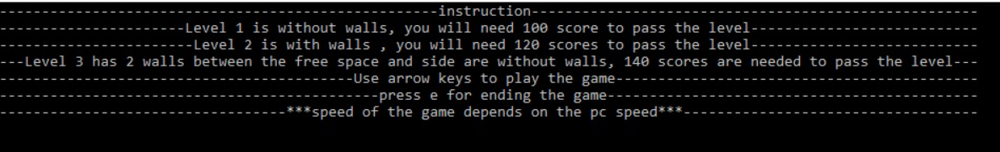 ----------------------------------------------------instruction-----------------------------------------------------
----------------------Level 1 is without walls, you will need 100 score to pass the level---------------------------
-----------------------Level 2 is with walls , you will need 120 scores to pass the level---------------------------
---Level 3 has 2 walls between the free space and side are without walls, 140 scores are needed to pass the level---
------------------------------------------Use arrow keys to play the game-------------------------------------------
---------------------------------------------press e for ending the game--------------------------------------------
----------------------------------***speed of the game depends on the pc speed***-----------------------------------